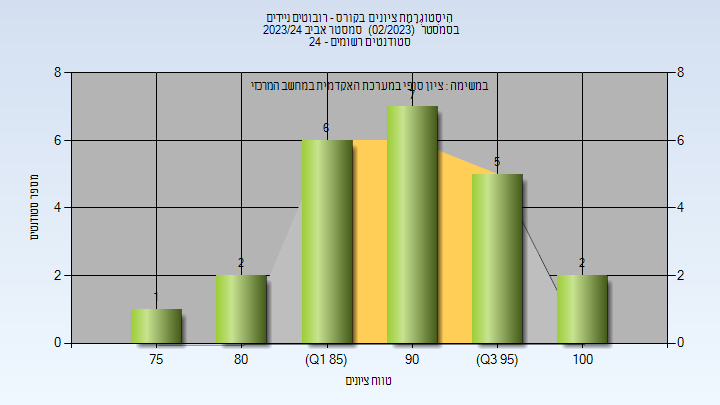 היסטוגרמת ציונים בקורס - רובוטים ניידים
בסמסטר (02/2023) סמסטר אביב 2023/24
סטודנטים רשומים - 24
במשימה : ציון סופי במערכת האקדמית במחשב המרכזי
8 8
6 6
4 4
2 2
0 0
1 2 6 7 5 2
מספר סטודנטים
75 80 (Q1 85) 90 (Q3 95) 100
טווח ציונים